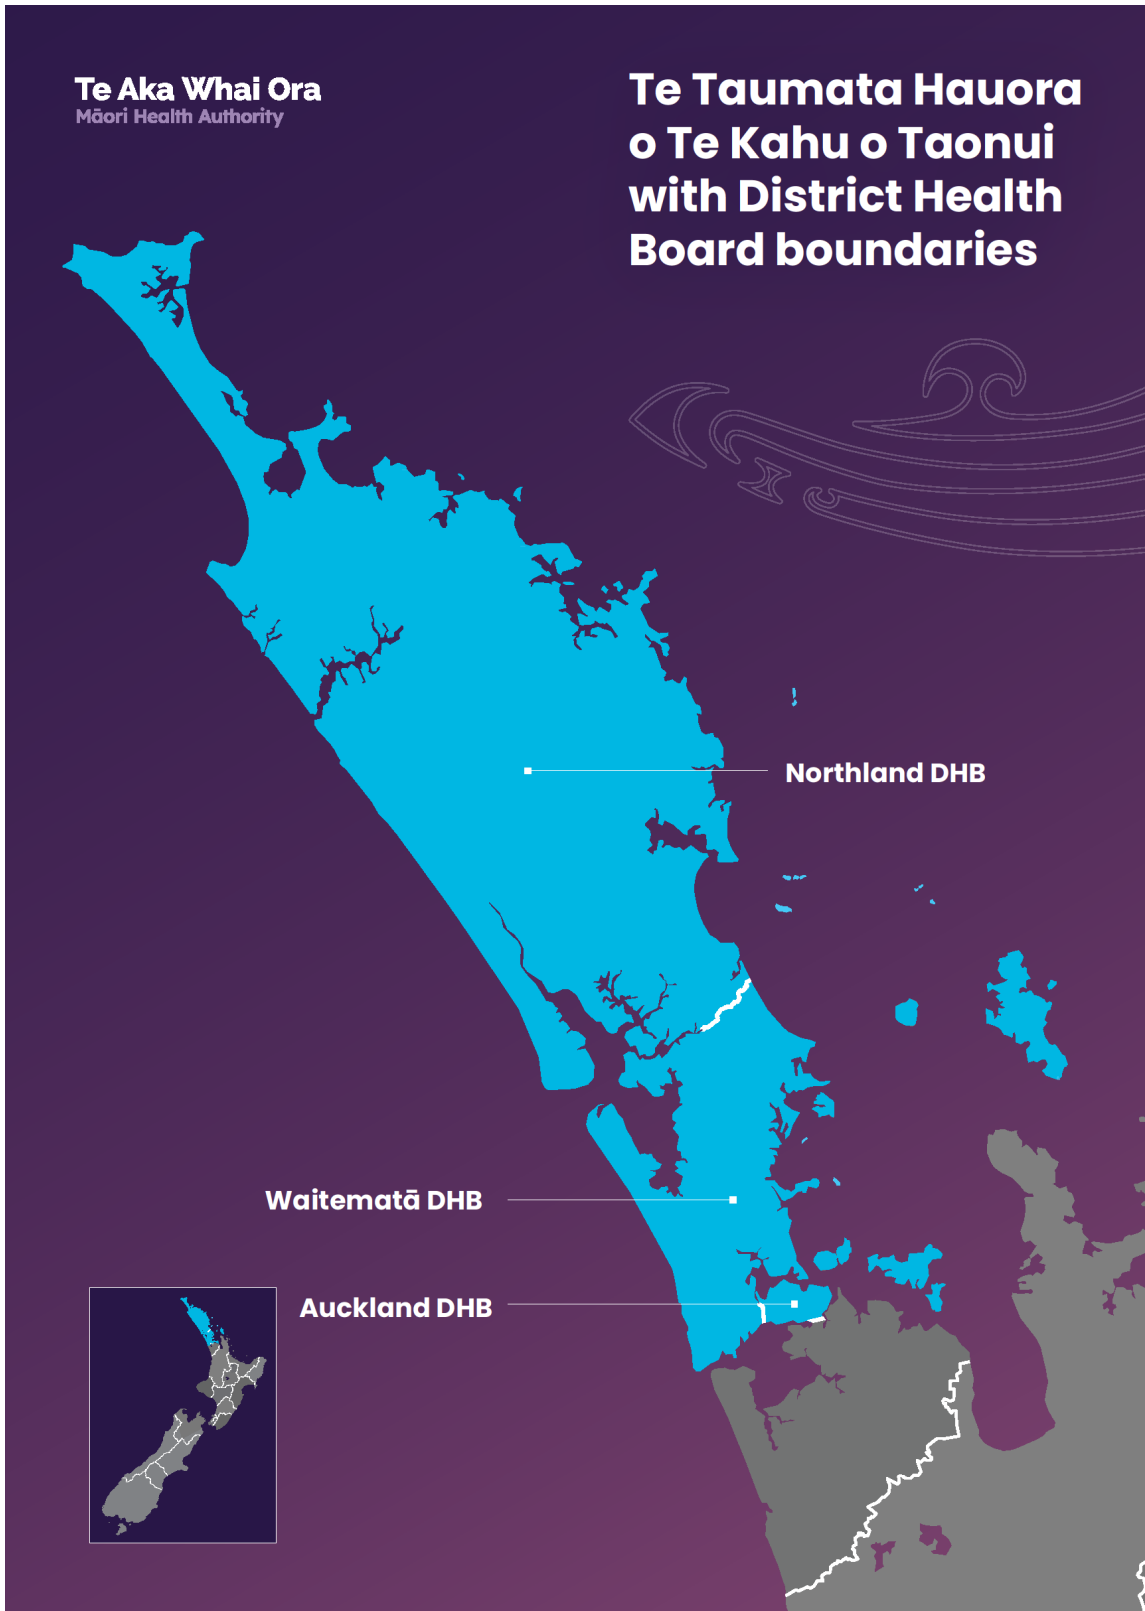 Te Aka Whai Ora
Māori Health Authority
Te Taumata Hauora
o Te Kahu o Taonui
with District Health
Board boundaries
Northland DHB
Waitematā DHB
Auckland DHB